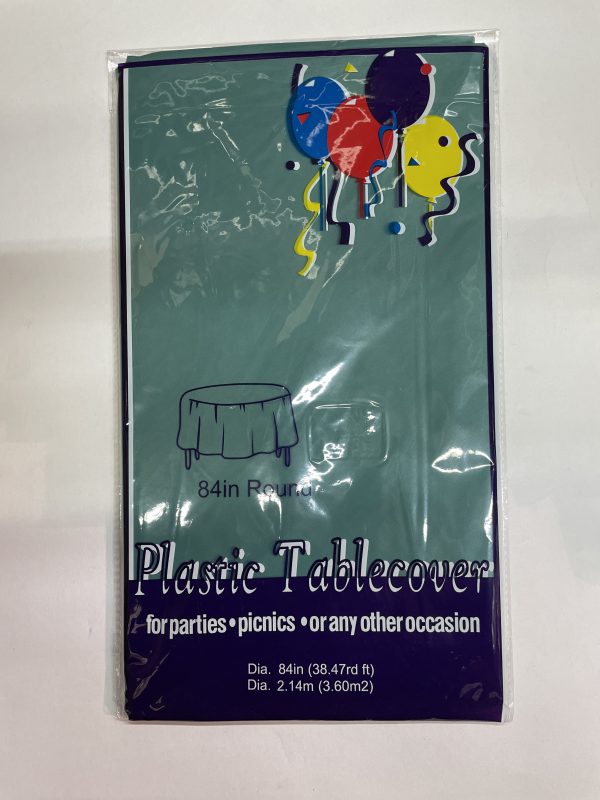 84in Round
Plastic Tablecover
for parties • picnics • or any other occasion
Dia. 84in (38.47rd ft)
Dia. 2.14m (3.60m2)